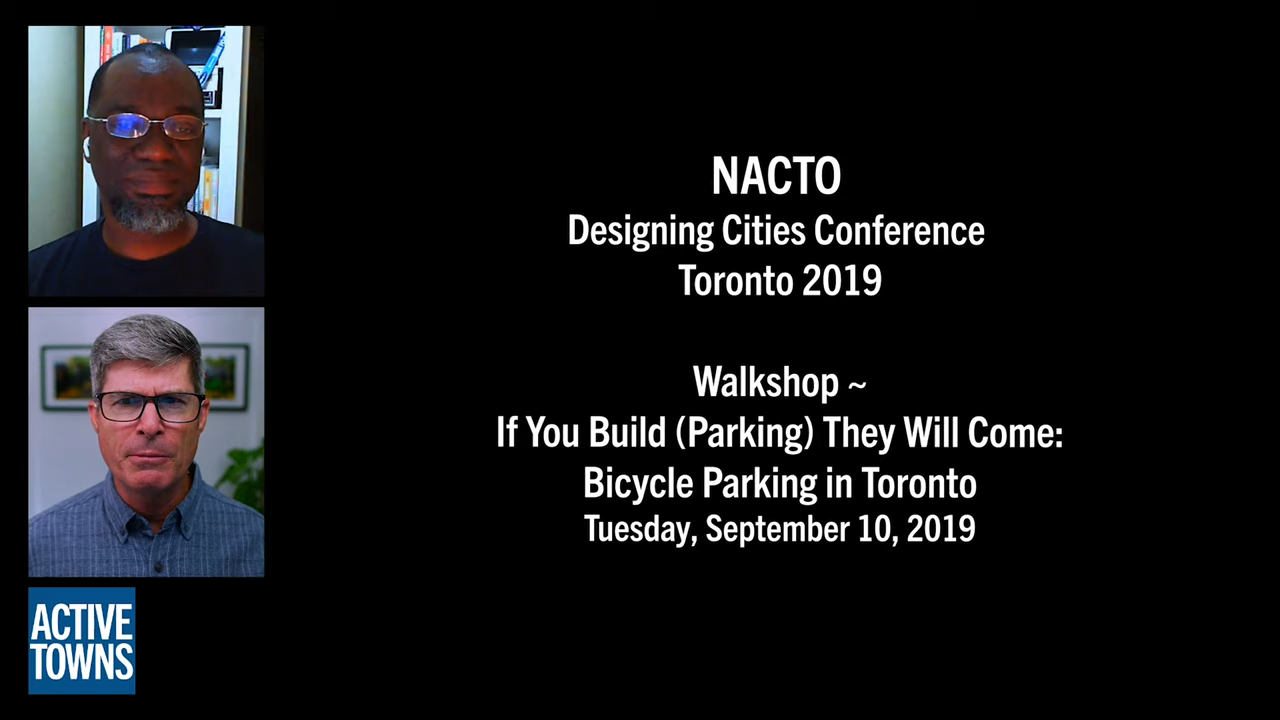 NACTO
Designing Cities Conference
Toronto 2019
Walkshop ~
If You Build (Parking) They Will Come:
Bicycle Parking in Toronto
Tuesday, September 10, 2019
ACTIVE
TOWNS